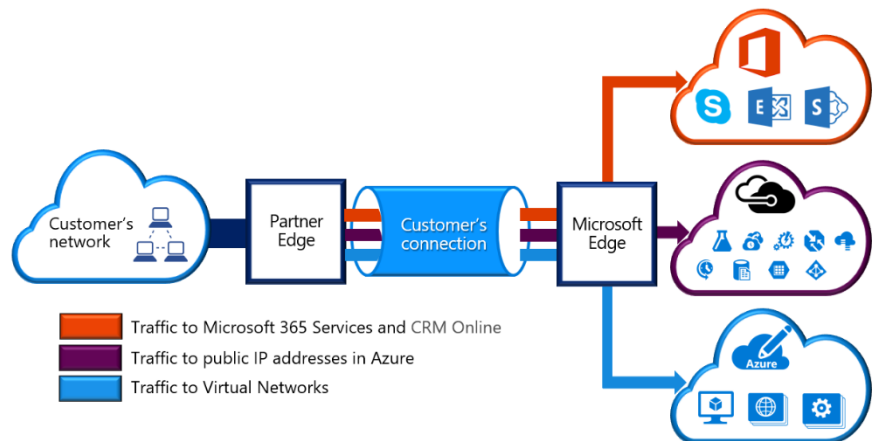 Customer's
network
Partner
Edge
Customer's
connection
Microsoft
Edge
S
E
S
Azure
Traffic to Microsoft 365 Services and CRM Online
Traffic to public IP addresses in Azure
Traffic to Virtual Networks